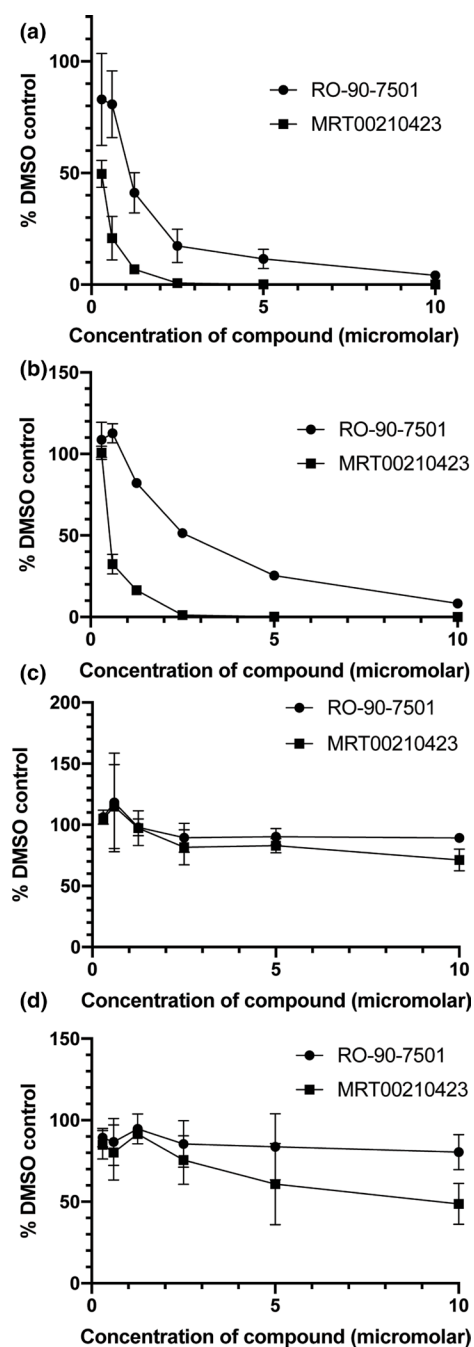 (a)
100
50
0
% DMSO control
RO-90-7501
MRT00210423
0
5
10
Concentration of compound (micromolar)
(b)
150
100
50
0
% DMSO control
RO-90-7501
MRT00210423
0
5
10
Concentration of compound (micromolar)
(c)
200
150
100
50
0
% DMSO control
RO-90-7501
MRT00210423
0
5
10
Concentration of compound (micromolar)
(d)
150
100
50
0
% DMSO control
RO-90-7501
MRT00210423
0
5
10
Concentration of compound (micromolar)